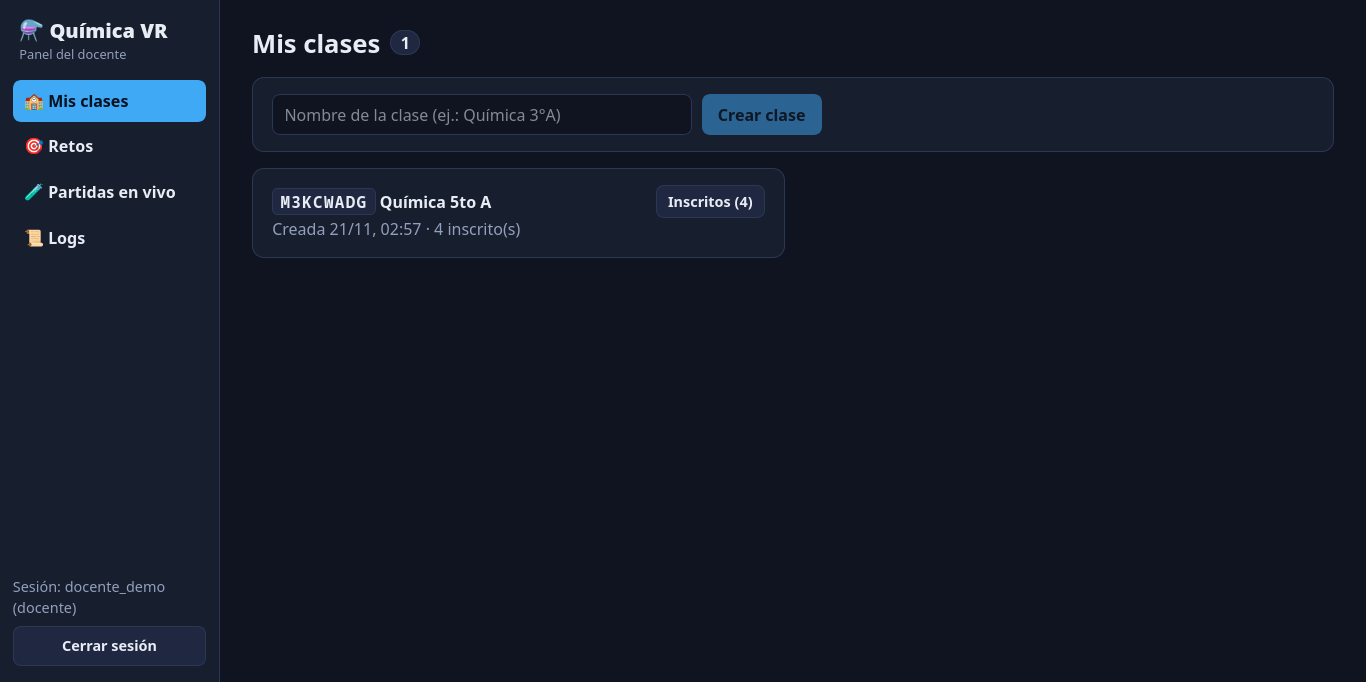 Química VR
Panel del docente
Mis clases
Retos
Partidas en vivo
Logs
Sesión: docente_demo
(docente)
Cerrar sesión
Mis clases 1
Nombre de la clase (ej.: Química 3°A) Crear clase
M3KCWADG Química 5to A Inscritos (4)
Creada 21/11, 02:57 · 4 inscrito(s)